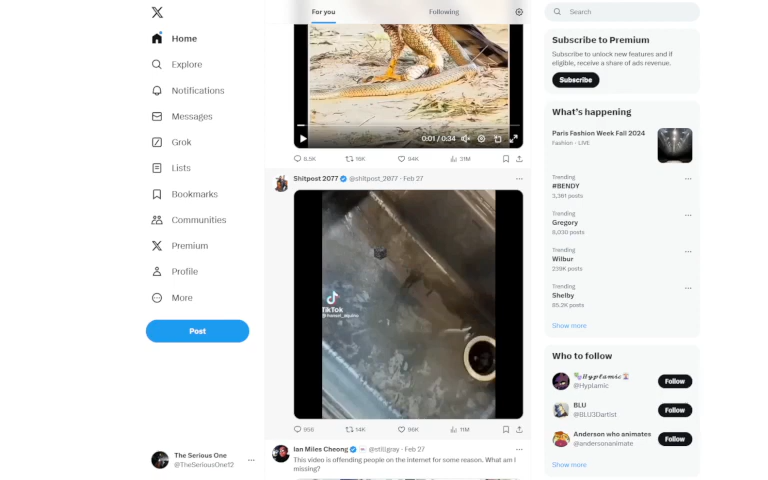 Home
Explore
Notifications
Messages
Grok
Lists
Bookmarks
Communities
Premium
Profile
More
Post
The Serious One
@TheSeriousOne12
For you
Following
0:01 / 0:34
8.5K
16K
94K
21M
Shitpost 2077 @shitpost_2077 · Feb 27
TikTok
956
14K
96K
11M
Ian Miles Cheong @stillgray · Feb 27
This video is offending people on the internet for some reason. What am I
missing?
Search
Subscribe to Premium
Subscribe to unlock new features and if
eligible, receive a share of ads revenue.
Subscribe
What's happening
Paris Fashion Week Fall 2024
Fashion · LIVE
Trending
#BENDY
3,361 posts
Trending
Gregory
8,030 posts
Trending
Wilbur
239K posts
Trending
Shelby
85.2K posts
Show more
Who to follow
Hyplamic
@Hyplamic
Follow
BLU
@BLU3Dartist
Follow
Anderson who animates
@andersonanimate
Follow
Show more